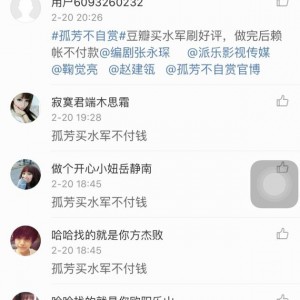 用户6093260232
2-20 20:26
#孤芳不自赏#豆瓣买水军刷好评，做完后赖
帐不付款@编剧张永琛 @派乐影视传媒
@鞠觉亮 @赵建瓴 @孤芳不自赏官博
寂寞君端木思霜
2-20 19:28
孤芳买水军不付钱
做个开心小妞岳静南
2-20 18:45
孤芳买水军不付钱
哈哈找的就是你方杰败
2-20 18:45
孤芳买水军不付钱